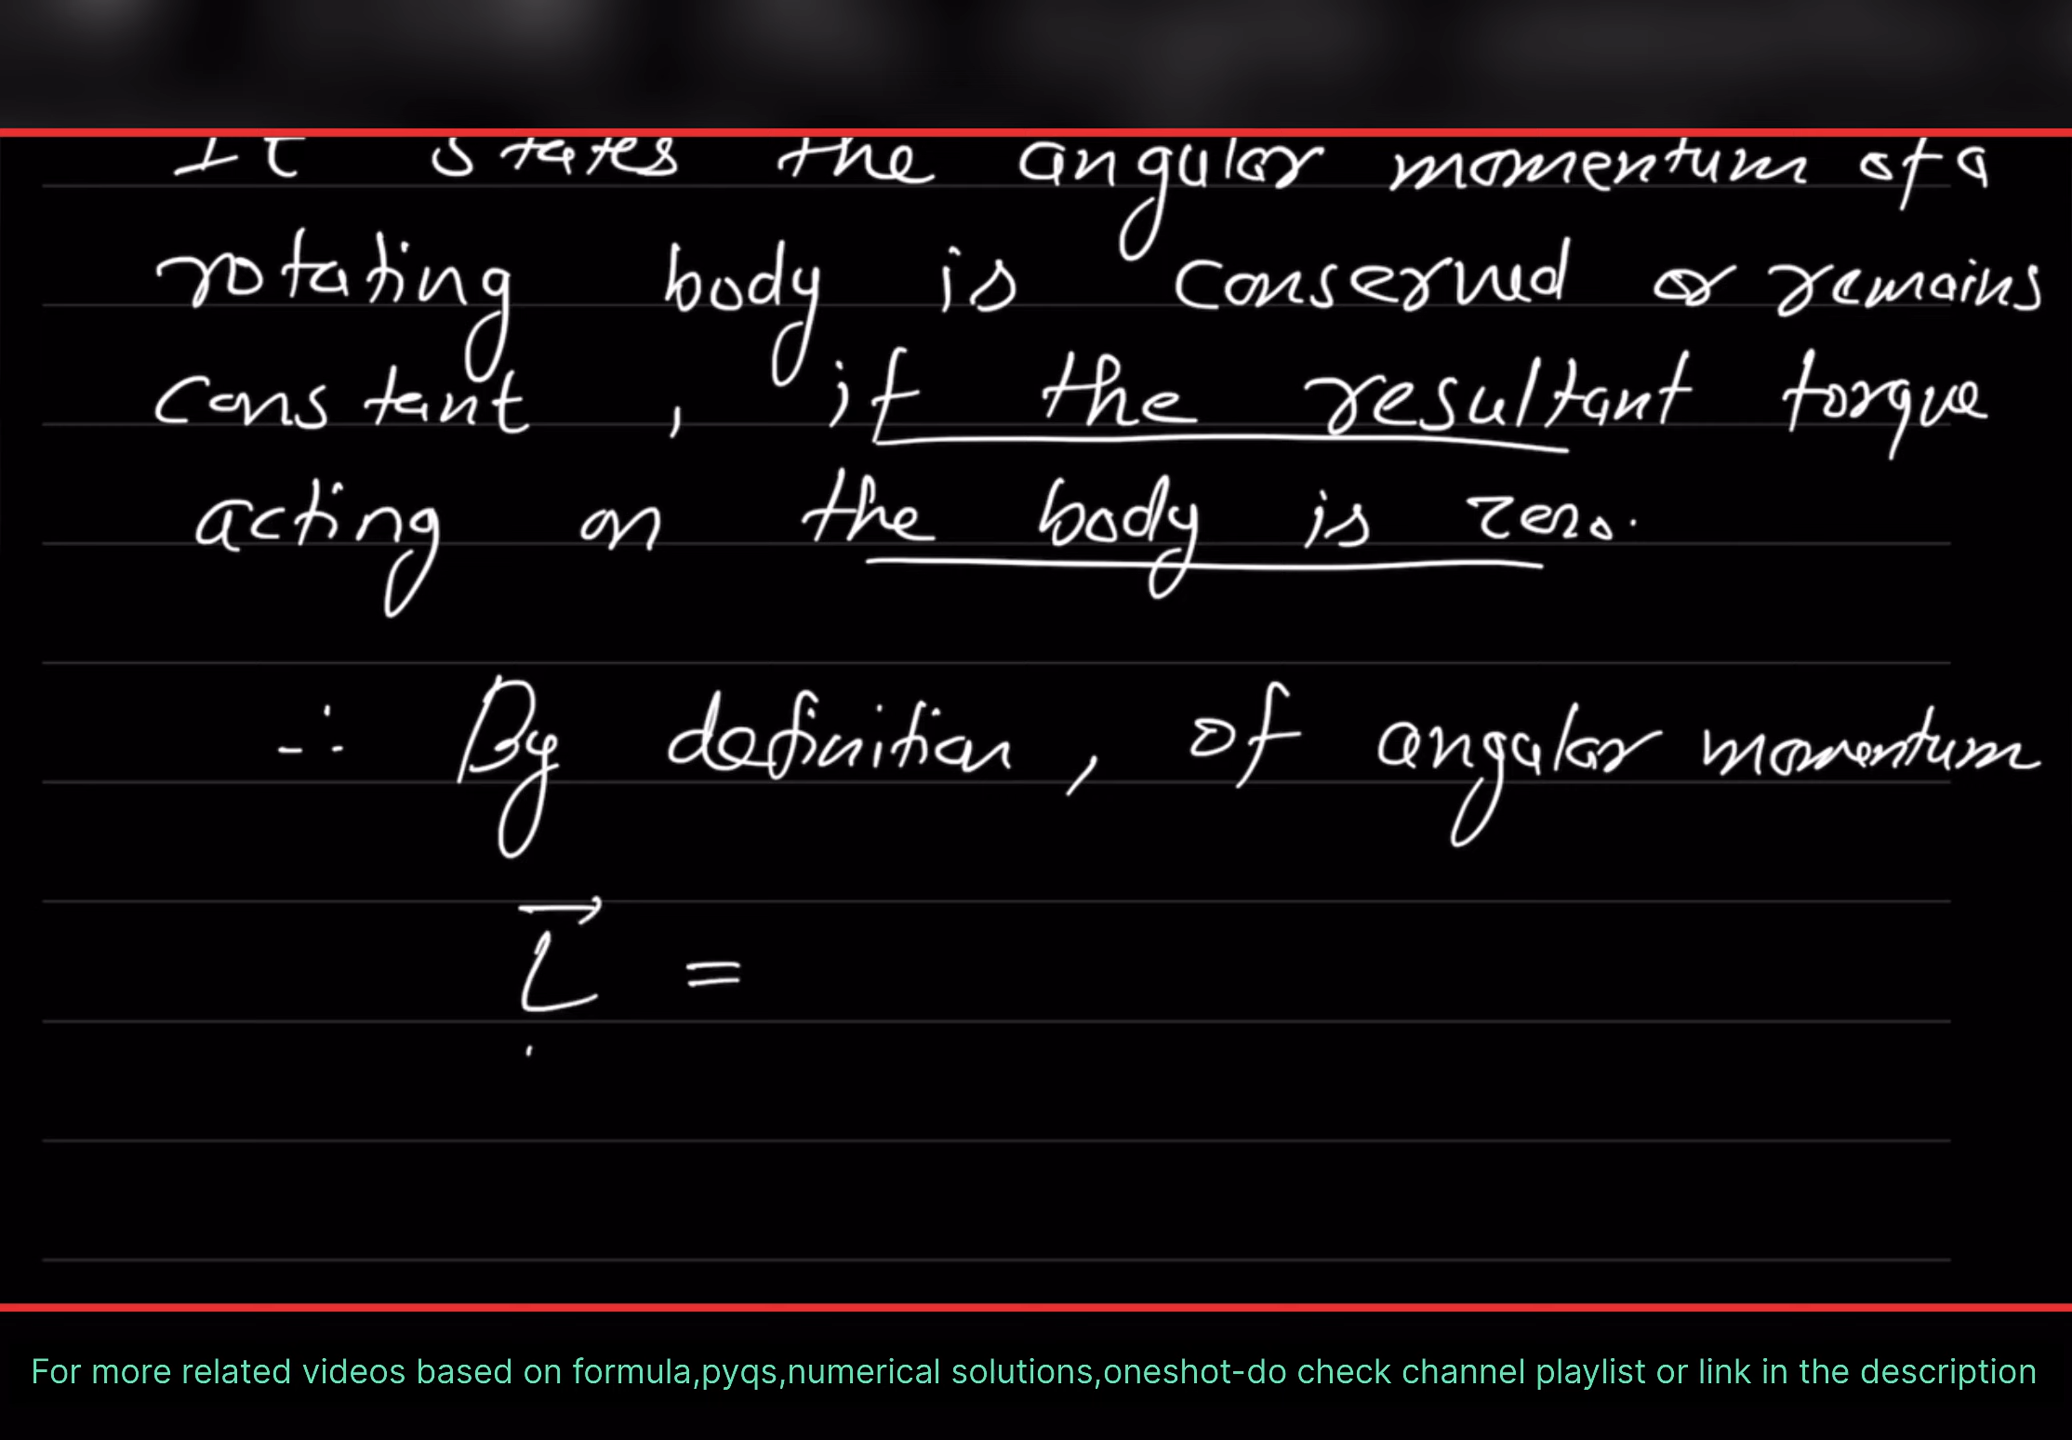 It states the angular momentum of a
rotating body is conserved or remains
constant , if the resultant torque
acting on the body is zero.
∴ By definition , of angular momentum
L⃗ =
For more related videos based on formula,pyqs,numerical solutions,oneshot-do check channel playlist or link in the description